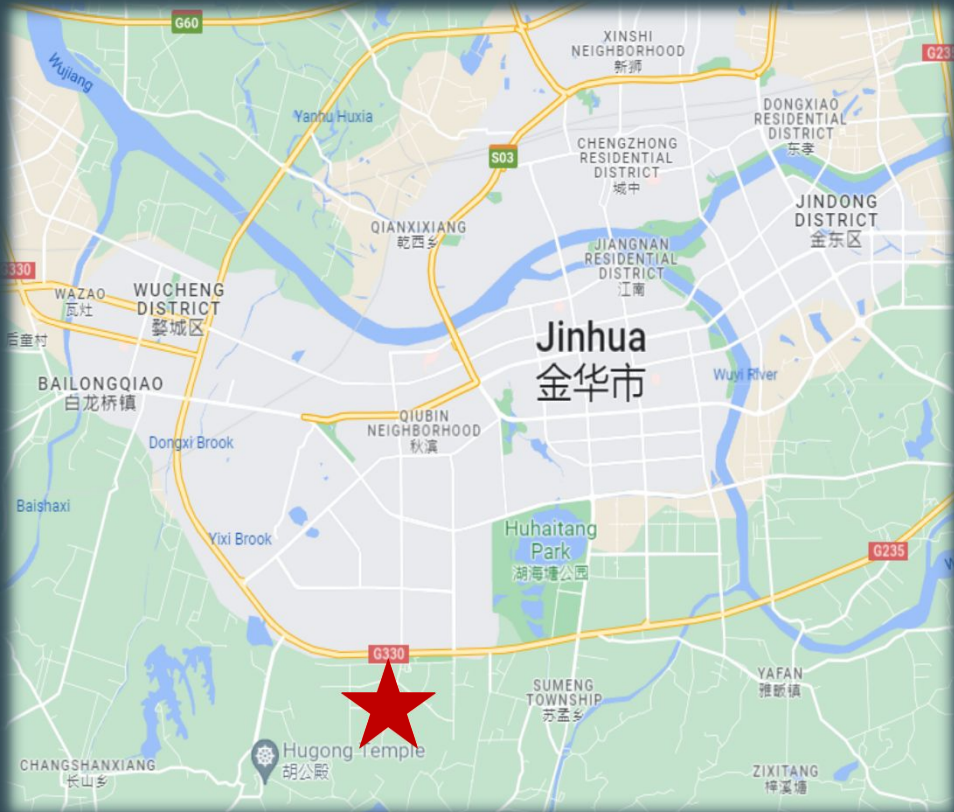 G60
XINSHI
NEIGHBORHOOD
新狮
G235
Wujiang
Yanhu Huxia
DONGXIAO
RESIDENTIAL
DISTRICT
东孝
S03
CHENGZHONG
RESIDENTIAL
DISTRICT
城中
JINDONG
DISTRICT
金东区
QIANXIXIANG
乾西乡
JIANGNAN
RESIDENTIAL
DISTRICT
江南
G330
WAZAO
瓦灶
WUCHENG
DISTRICT
婺城区
后童村
Jinhua
金华市
BAILONGQIAO
白龙桥镇
Wuyi River
QIUBIN
NEIGHBORHOOD
秋滨
Dongxi Brook
Baishaxi
Yixi Brook
Huhaitang
Park
湖海塘公园
G235
G330
SUMENG
TOWNSHIP
苏孟乡
YAFAN
雅畈镇
Hugong Temple
胡公殿
CHANGSHANXIANG
长山乡
ZIXITANG
梓溪塘